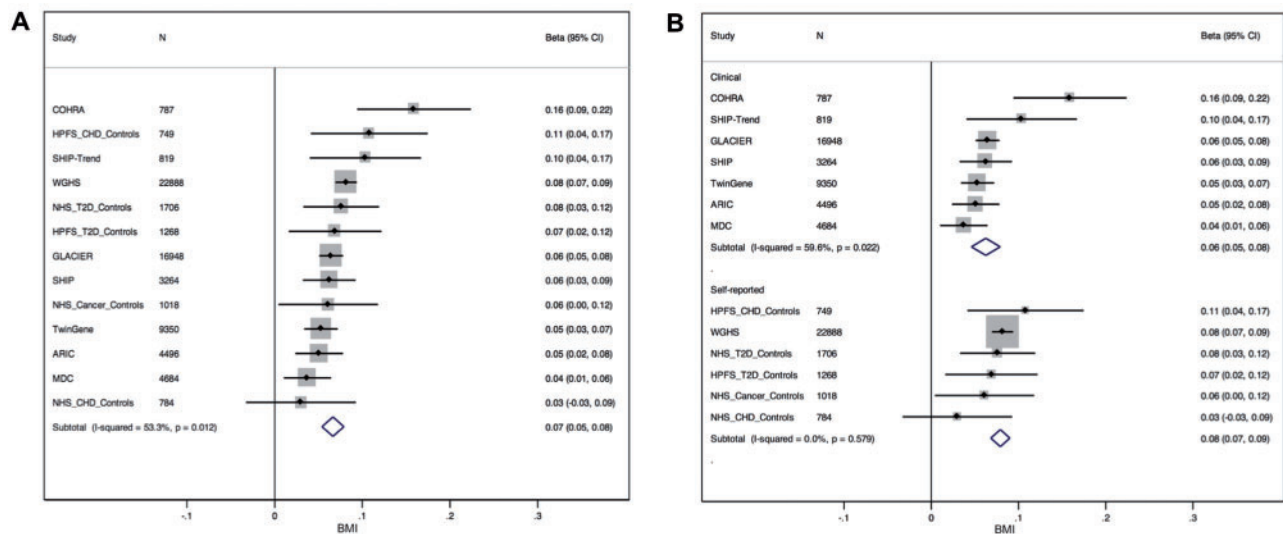 A
Study N Beta (95% CI)
COHRA 787 0.16 (0.09, 0.22)
HPFS_CHD_Controls 749 0.11 (0.04, 0.17)
SHIP-Trend 819 0.10 (0.04, 0.17)
WGHS 22888 0.08 (0.07, 0.09)
NHS_T2D_Controls 1706 0.08 (0.03, 0.12)
HPFS_T2D_Controls 1268 0.07 (0.02, 0.12)
GLACIER 16948 0.06 (0.05, 0.08)
SHIP 3264 0.06 (0.03, 0.09)
NHS_Cancer_Controls 1018 0.06 (0.00, 0.12)
TwinGene 9350 0.05 (0.03, 0.07)
ARIC 4496 0.05 (0.02, 0.08)
MDC 4684 0.04 (0.01, 0.06)
NHS_CHD_Controls 784 0.03 (-0.03, 0.09)
Subtotal (I-squared = 53.3%, p = 0.012) 0.07 (0.05, 0.08)
-.1 0 .1 .2 .3
BMI
B
Study N Beta (95% CI)
Clinical
COHRA 787 0.16 (0.09, 0.22)
SHIP-Trend 819 0.10 (0.04, 0.17)
GLACIER 16948 0.06 (0.05, 0.08)
SHIP 3264 0.06 (0.03, 0.09)
TwinGene 9350 0.05 (0.03, 0.07)
ARIC 4496 0.05 (0.02, 0.08)
MDC 4684 0.04 (0.01, 0.06)
Subtotal (I-squared = 59.6%, p = 0.022) 0.06 (0.05, 0.08)
.
Self-reported
HPFS_CHD_Controls 749 0.11 (0.04, 0.17)
WGHS 22888 0.08 (0.07, 0.09)
NHS_T2D_Controls 1706 0.08 (0.03, 0.12)
HPFS_T2D_Controls 1268 0.07 (0.02, 0.12)
NHS_Cancer_Controls 1018 0.06 (0.00, 0.12)
NHS_CHD_Controls 784 0.03 (-0.03, 0.09)
Subtotal (I-squared = 0.0%, p = 0.579) 0.08 (0.07, 0.09)
.
-.1 0 .1 .2 .3
BMI